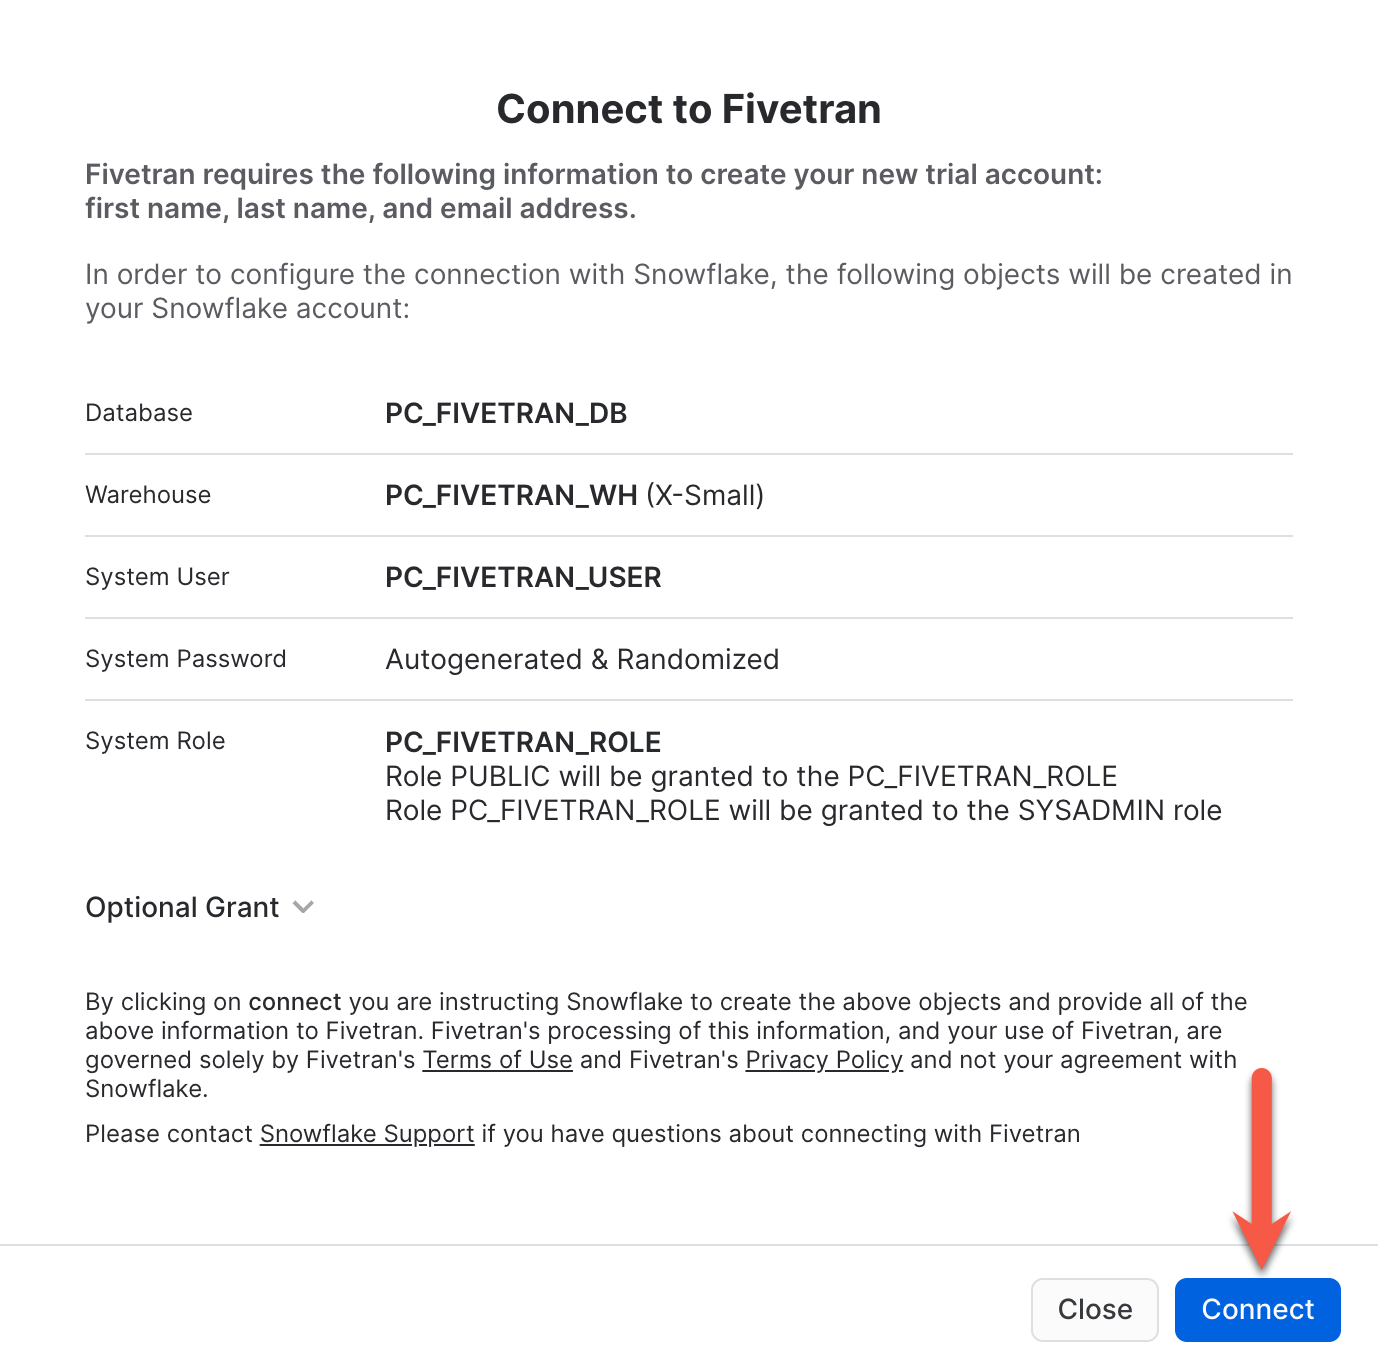 Connect to Fivetran
Fivetran requires the following information to create your new trial account:
first name, last name, and email address.
In order to configure the connection with Snowflake, the following objects will be created in
your Snowflake account:
Database PC_FIVETRAN_DB
Warehouse PC_FIVETRAN_WH (X-Small)
System User PC_FIVETRAN_USER
System Password Autogenerated & Randomized
System Role PC_FIVETRAN_ROLE
Role PUBLIC will be granted to the PC_FIVETRAN_ROLE
Role PC_FIVETRAN_ROLE will be granted to the SYSADMIN role
Optional Grant
By clicking on connect you are instructing Snowflake to create the above objects and provide all of the
above information to Fivetran. Fivetran's processing of this information, and your use of Fivetran, are
governed solely by Fivetran's Terms of Use and Fivetran's Privacy Policy and not your agreement with
Snowflake.
Please contact Snowflake Support if you have questions about connecting with Fivetran
Close Connect